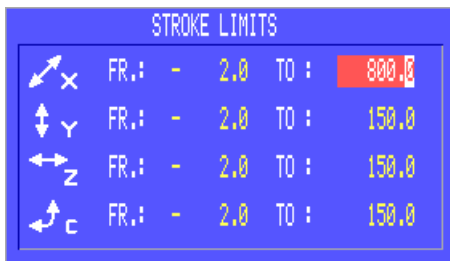 STROKE LIMITS
X FR.: - 2.0 TO : 800.0
Y FR.: - 2.0 TO : 150.0
Z FR.: - 2.0 TO : 150.0
C FR.: - 2.0 TO : 150.0